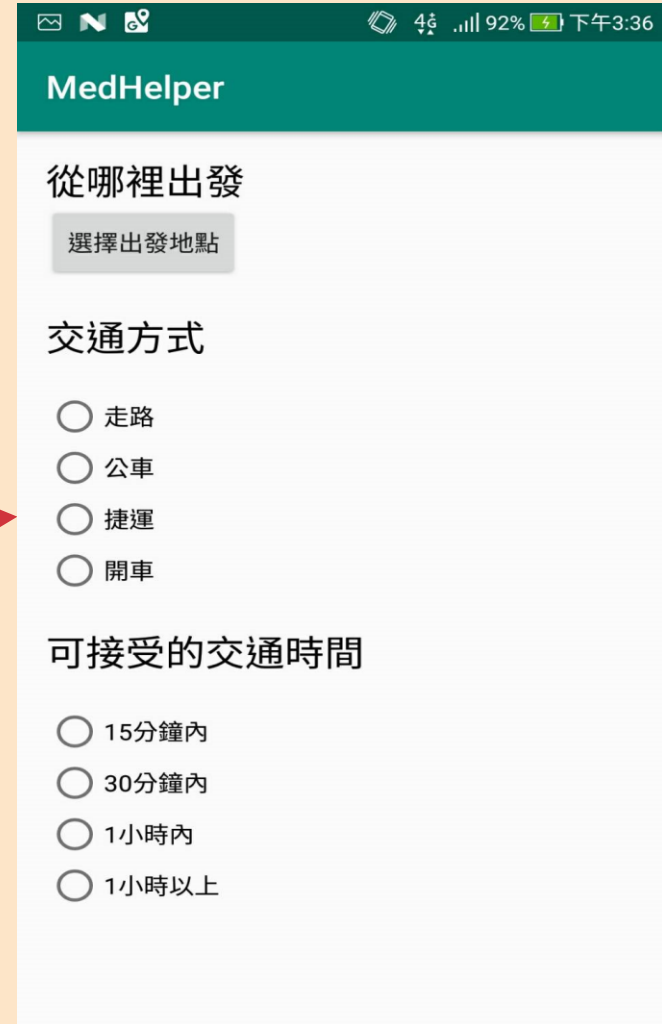 4G 92% 下午3:36
MedHelper
從哪裡出發
選擇出發地點
交通方式
走路
公車
捷運
開車
可接受的交通時間
15分鐘內
30分鐘內
1小時內
1小時以上